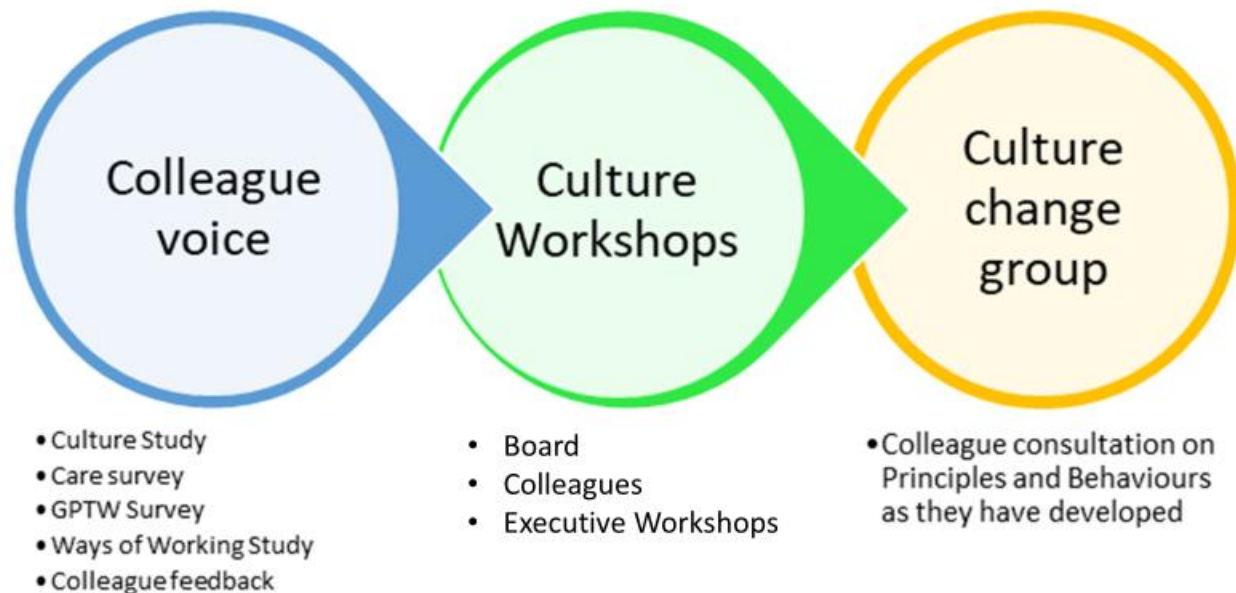 Colleague
voice
• Culture Study
• Care survey
• GPTW Survey
• Ways of Working Study
• Colleague feedback
Culture
Workshops
• Board
• Colleagues
• Executive Workshops
Culture
change
group
• Colleague consultation on
Principles and Behaviours
as they have developed